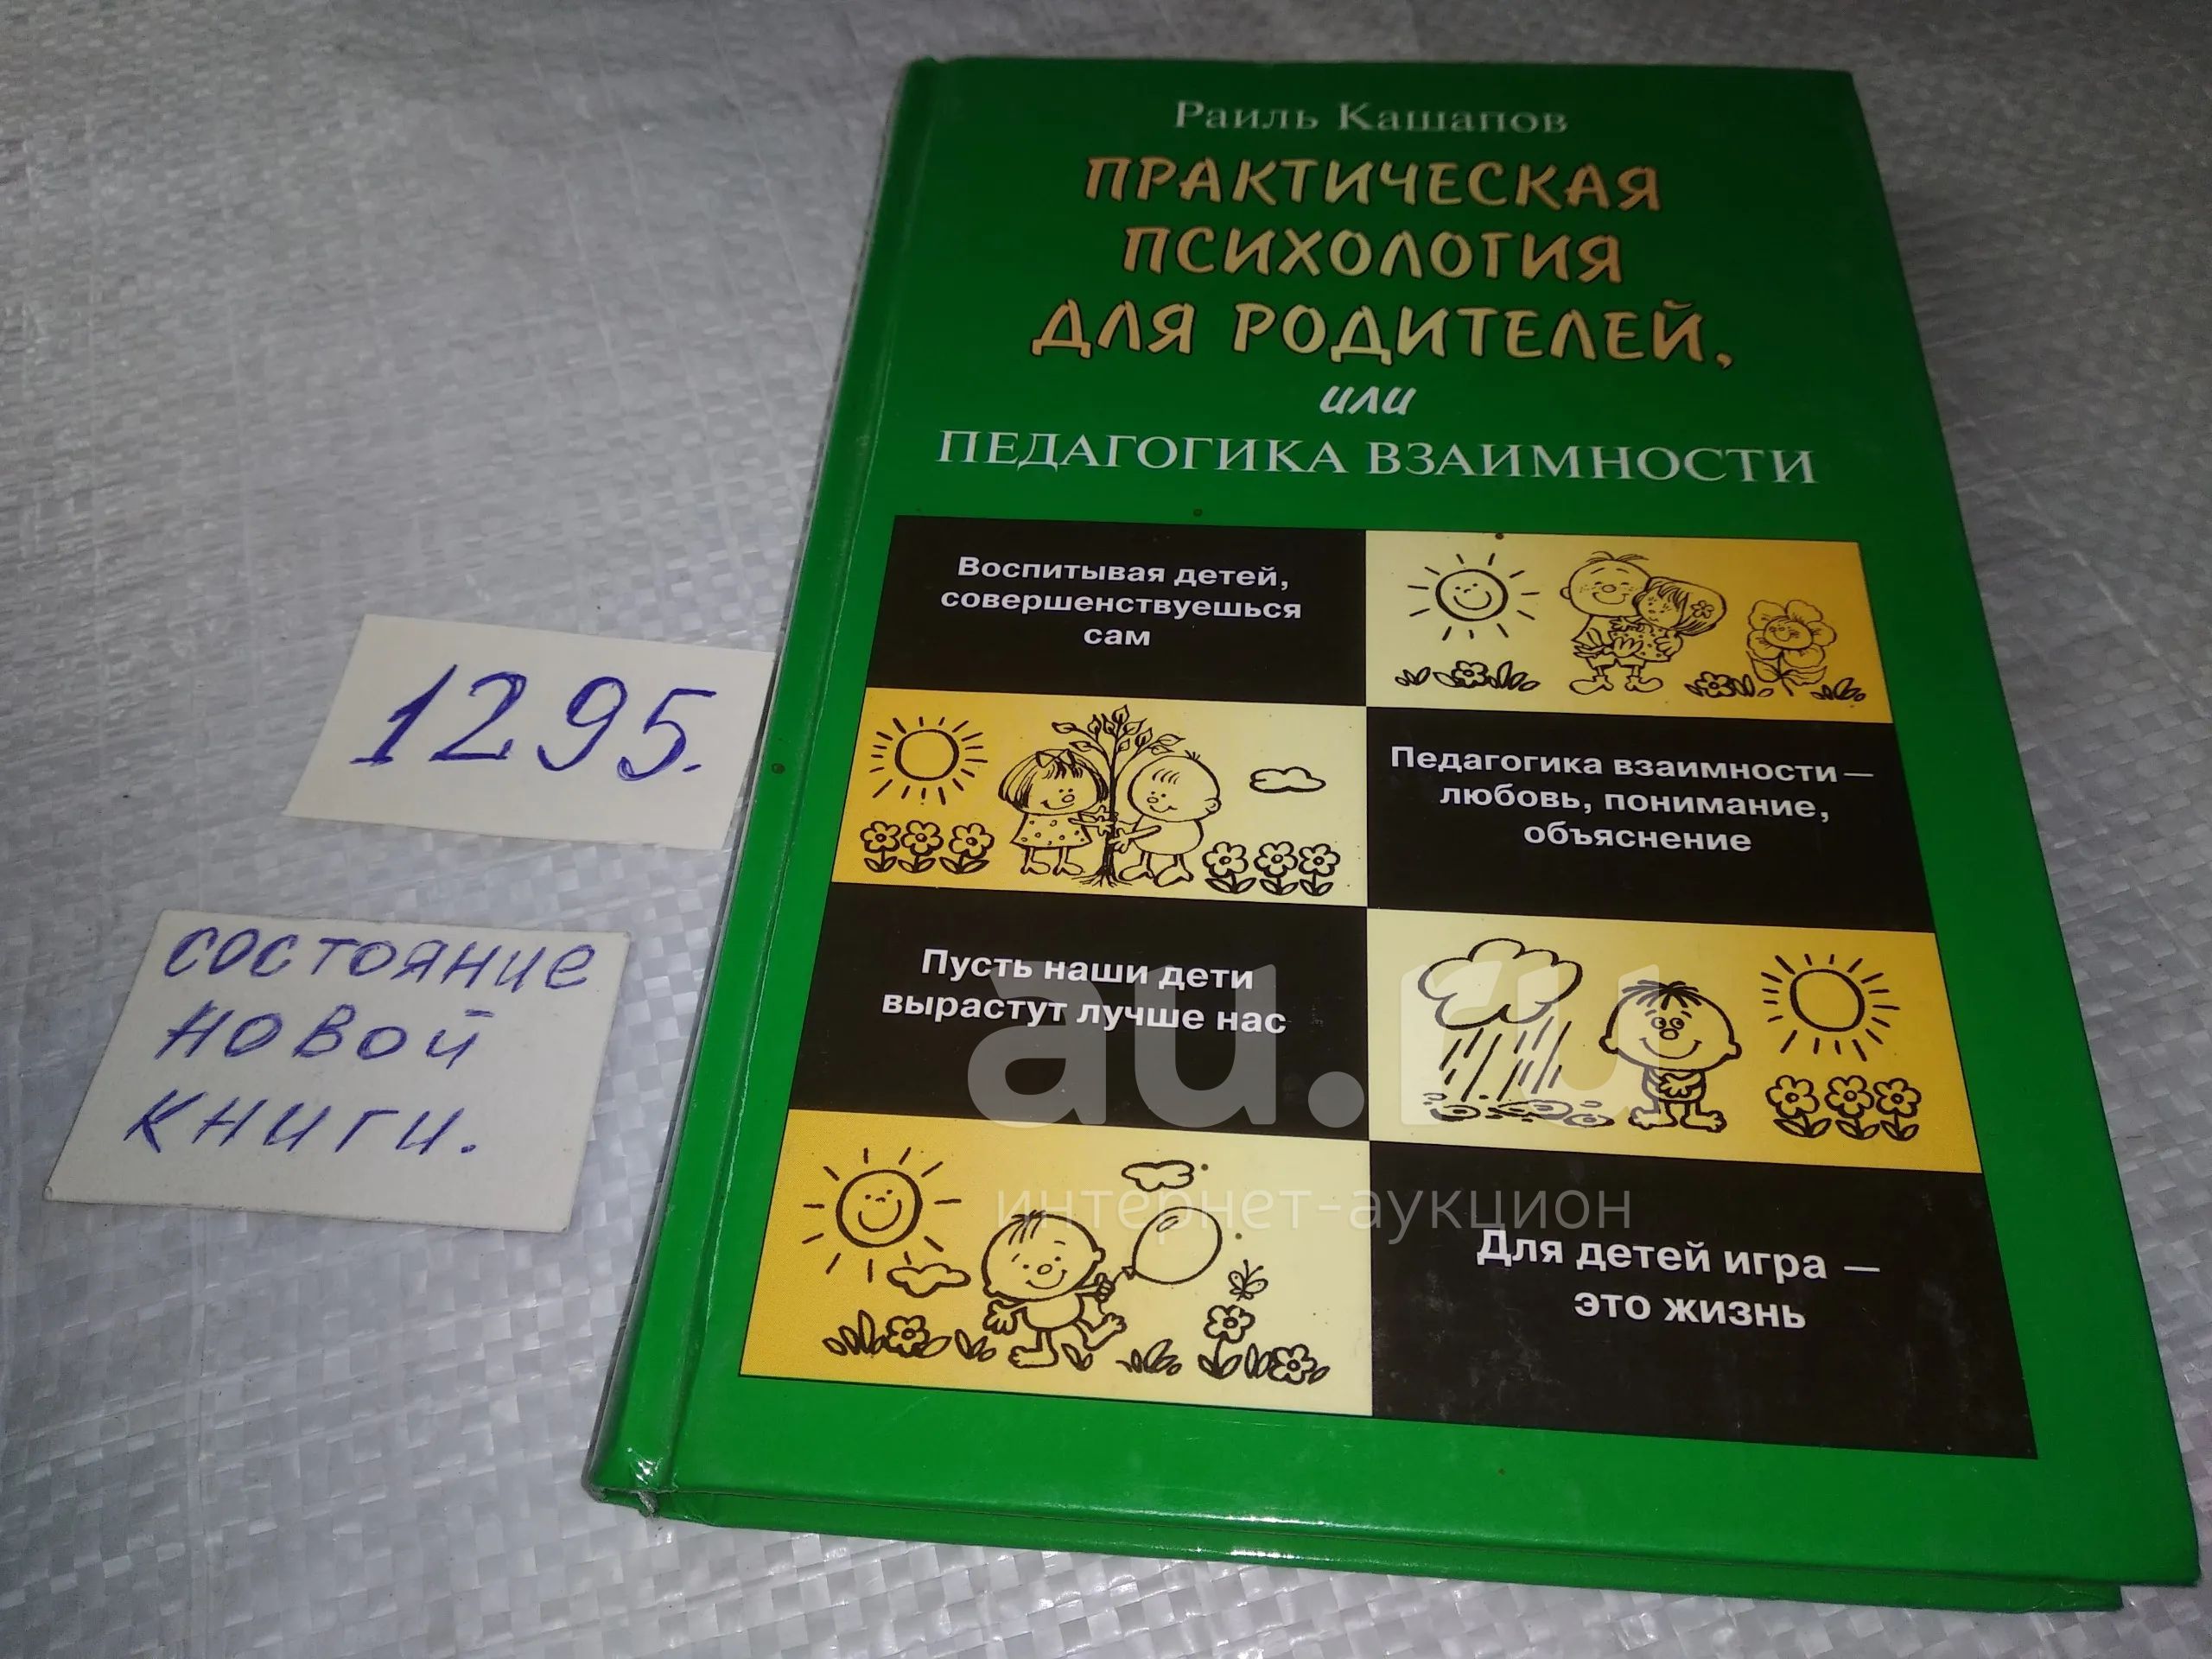 Раиль Кашапов
ПРАКТИЧЕСКАЯ
ПСИХОЛОГИЯ
ДЛЯ РОДИТЕЛЕЙ,
или
ПЕДАГОГИКА ВЗАИМНОСТИ
Воспитывая детей,
совершенствуешься
сам
Педагогика взаимности —
любовь, понимание,
объяснение
Пусть наши дети
вырастут лучше нас
Для детей игра —
это жизнь
1295.
состояние
новой
книги.
au.ru
интернет-аукцион